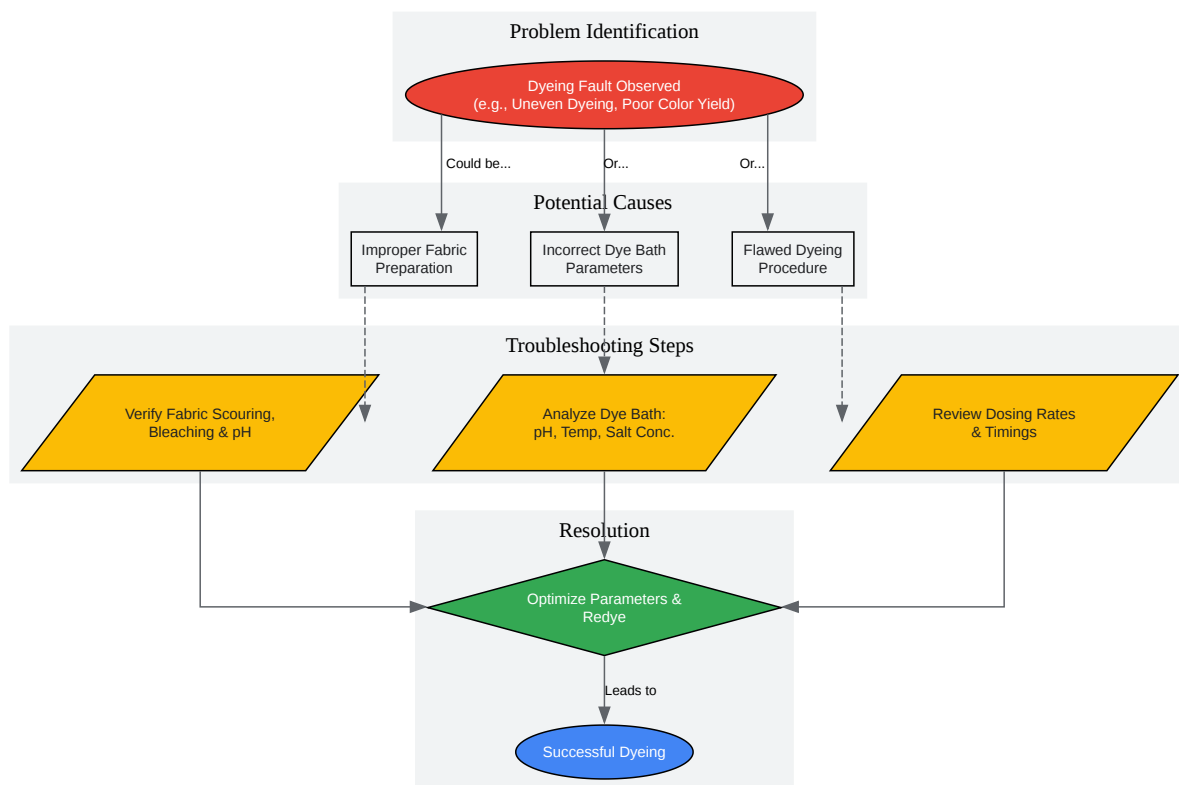 Problem Identification
Dyeing Fault Observed
(e.g., Uneven Dyeing, Poor Color Yield)
Could be...
Or...
Or...
Potential Causes
Improper Fabric
Preparation
Incorrect Dye Bath
Parameters
Flawed Dyeing
Procedure
Troubleshooting Steps
Verify Fabric Scouring,
Bleaching & pH
Analyze Dye Bath:
pH, Temp, Salt Conc.
Review Dosing Rates
& Timings
Resolution
Optimize Parameters &
Redye
Leads to
Successful Dyeing